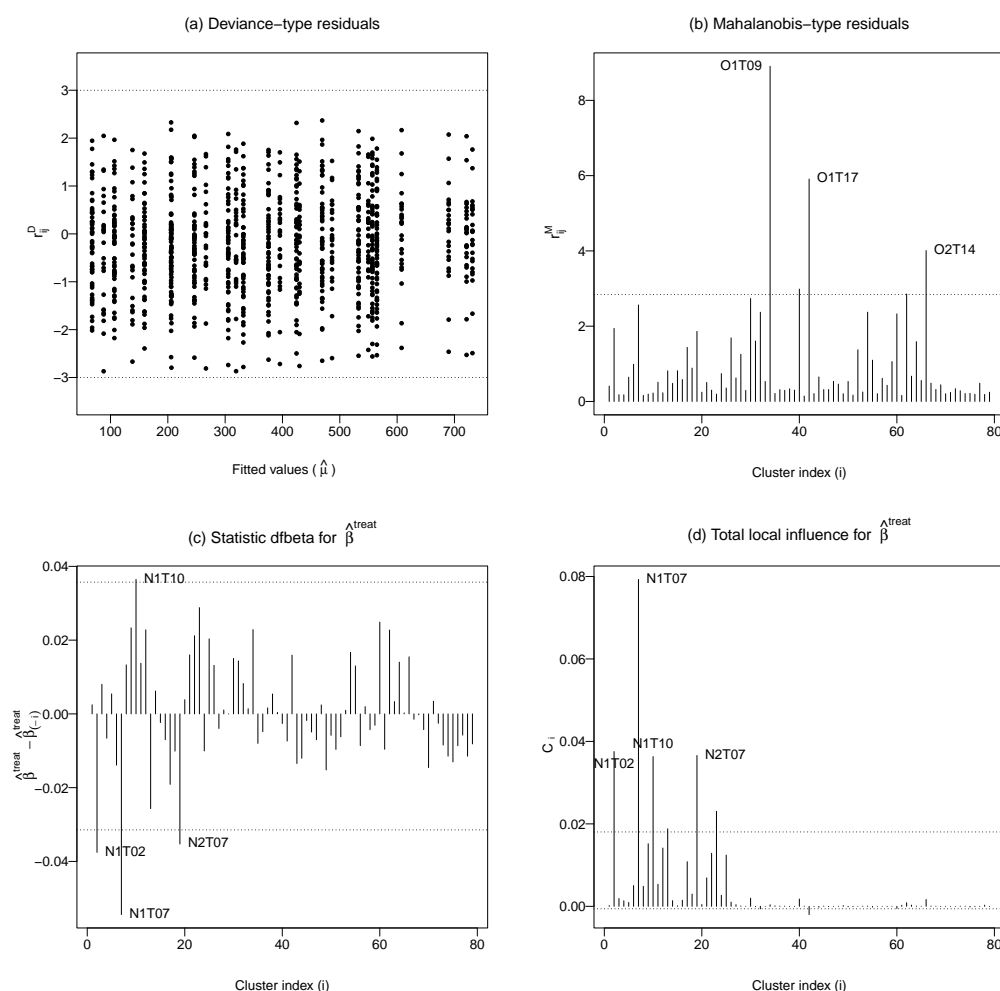 (a) Deviance−type residuals
3
2
1
0
−1
−2
−3
r_ij^D
100 200 300 400 500 600 700
Fitted values ( μ̂ )
(b) Mahalanobis−type residuals
8
6
4
2
0
r_ij^M
O1T09
O1T17
O2T14
0 20 40 60 80
Cluster index (i)
(c) Statistic dfbeta for β̂^treat
0.04
0.02
0.00
−0.02
−0.04
β̂^treat − β̂_(−i)^treat
N1T10
N2T07
N1T02
N1T07
0 20 40 60 80
Cluster index (i)
(d) Total local influence for β̂^treat
0.08
0.06
0.04
0.02
0.00
C_i
N1T07
N1T10
N2T07
N1T02
0 20 40 60 80
Cluster index (i)